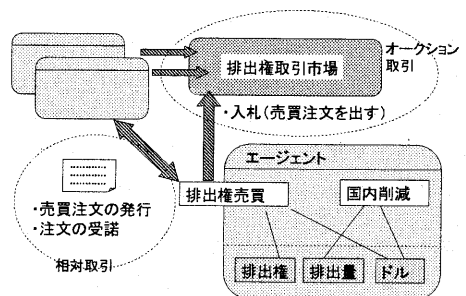 オークション
取引
排出権取引市場
・入札(売買注文を出す)
エージェント
排出権売買
国内削減
・売買注文の発行
・注文の受諾
相対取引
排出権
排出量
ドル